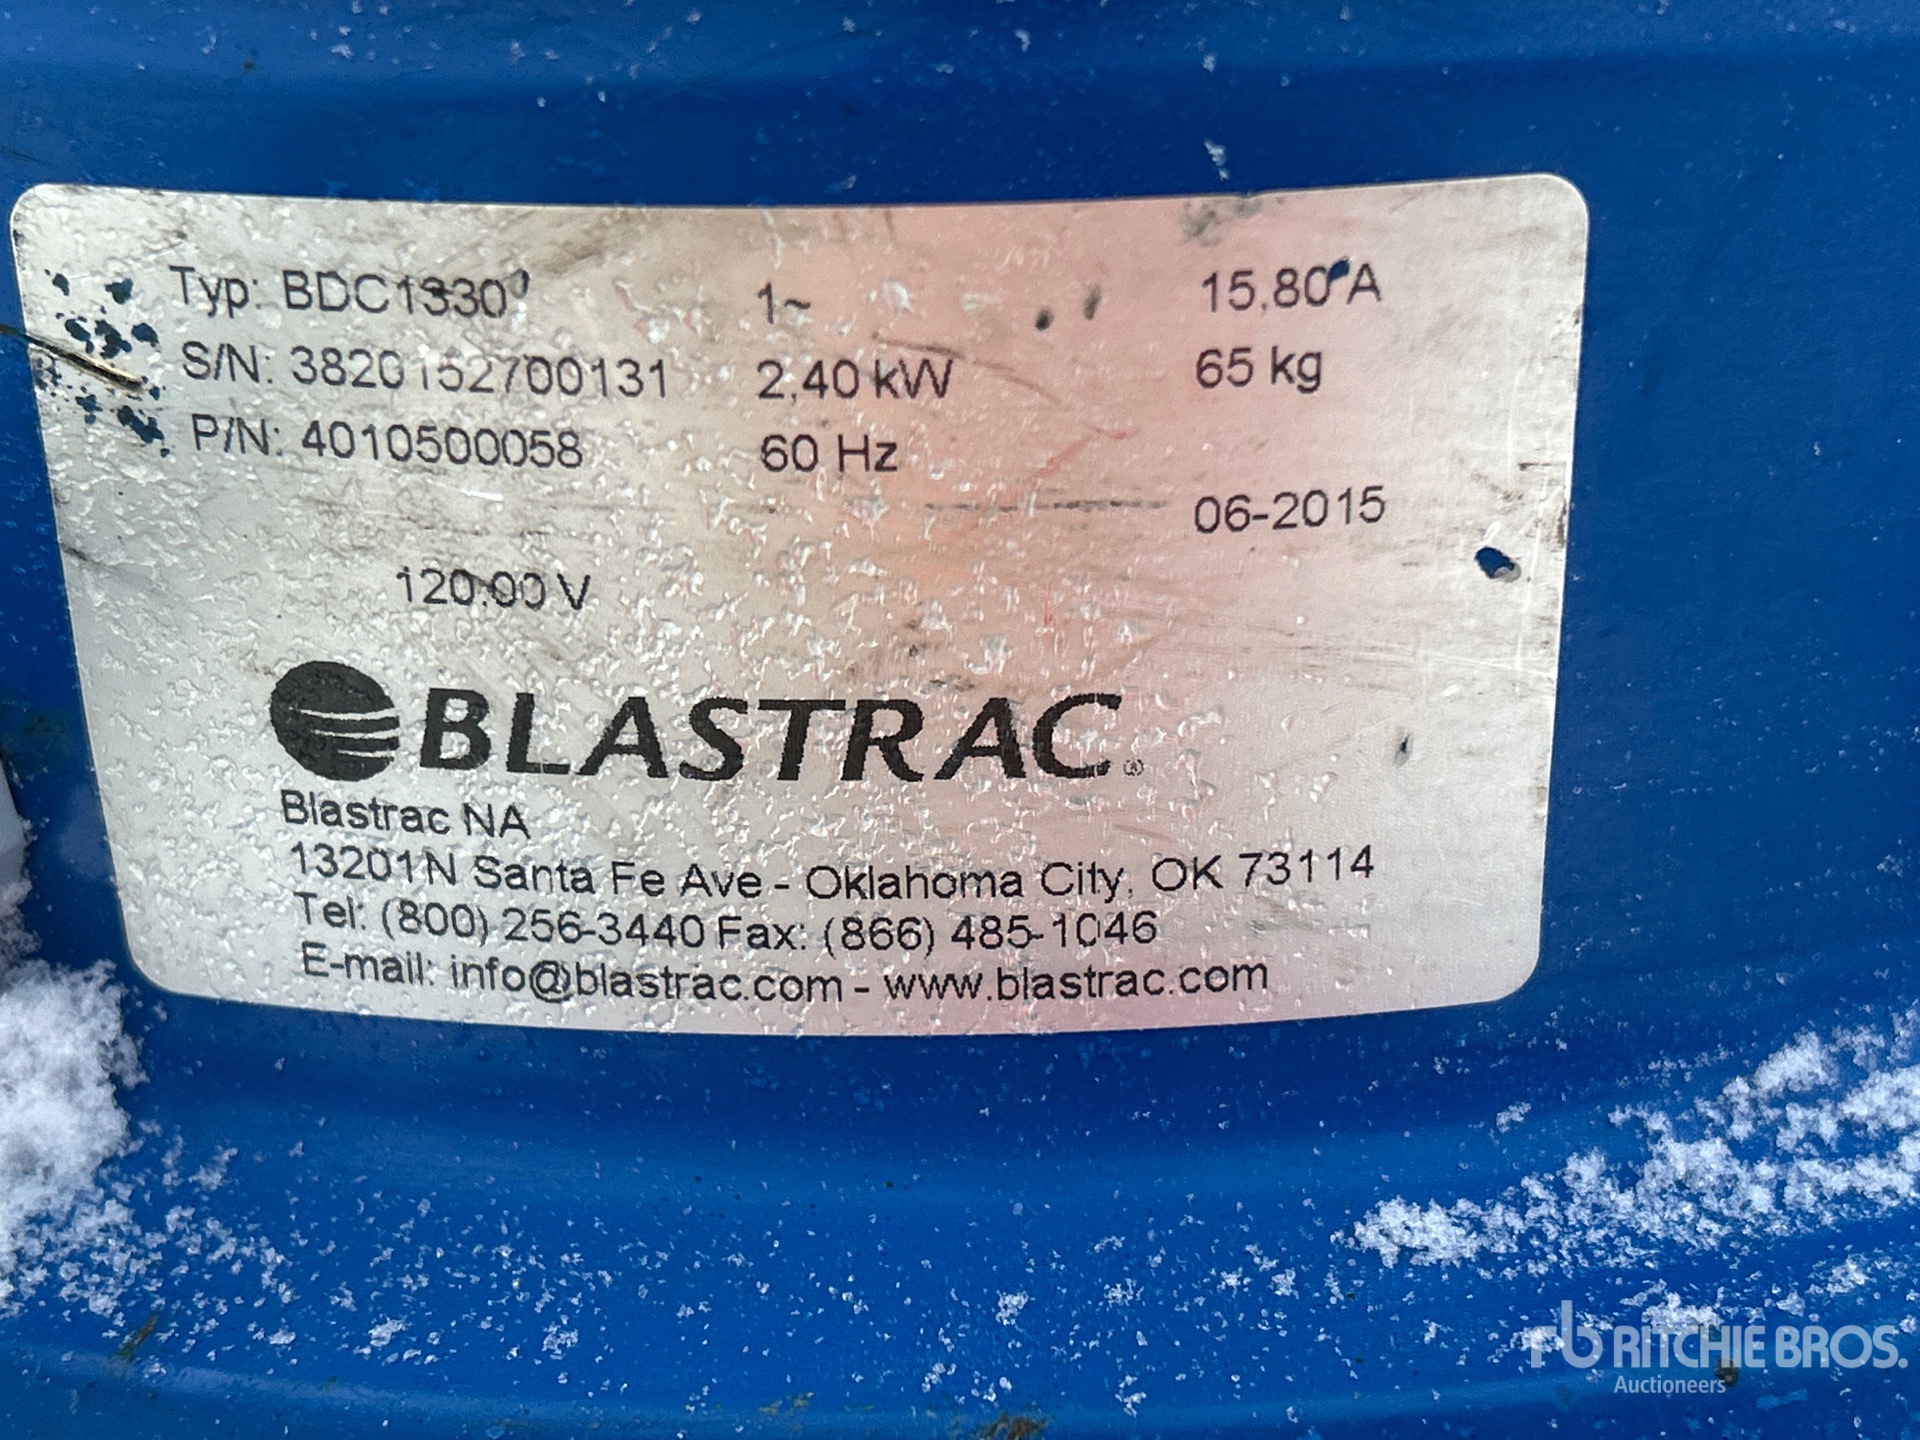 Typ: BDC1330
1~
15,80 A
S/N: 3820152700131
2,40 kW
65 kg
P/N: 4010500058
60 Hz
06-2015
120.00 V
BLASTRAC®
Blastrac NA
13201N Santa Fe Ave - Oklahoma City, OK 73114
Tel: (800) 256-3440 Fax: (866) 485-1046
E-mail: info@blastrac.com - www.blastrac.com
rb RITCHIE BROS.
Auctioneers